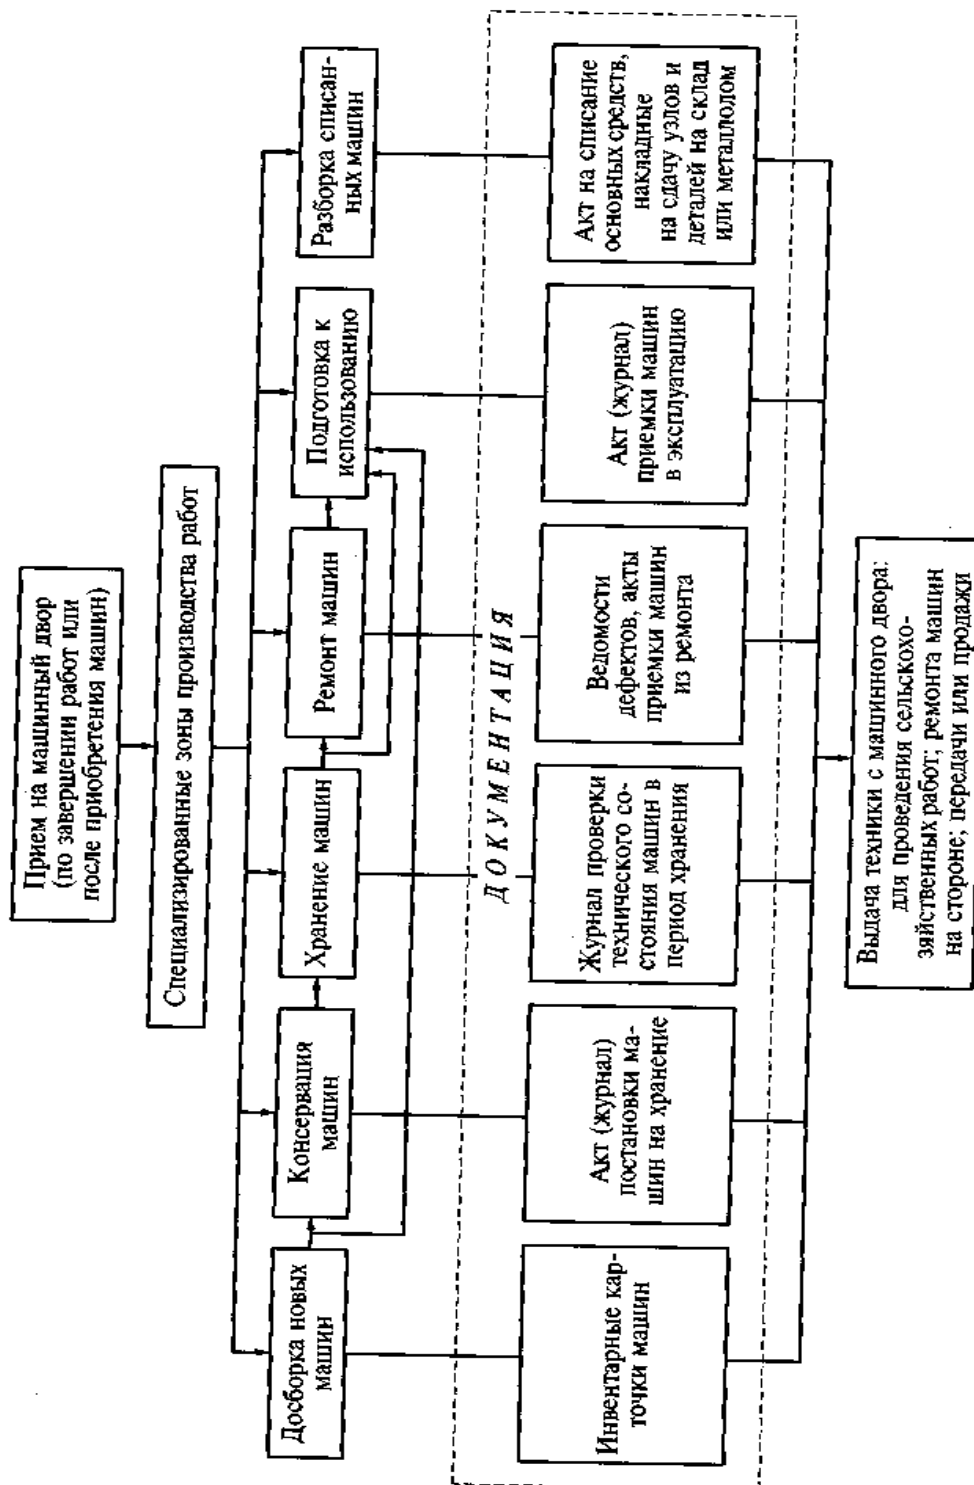 Прием на машинный двор
(по завершении работ или
после приобретения машин)
Специализированные зоны производства работ
Досборка новых
машин
Консервация
машин
Хранение машин
Ремонт машин
Подготовка к
использованию
Разборка списан-
ных машин
ДОКУМЕНТАЦИЯ
Инвентарные кар-
точки машин
Акт (журнал)
постановки ма-
шин на хранение
Журнал проверки
технического со-
стояния машин в
период хранения
Ведомости
дефектов, акты
приемки машин
из ремонта
Акт (журнал)
приемки машин
в эксплуатацию
Акт на списание
основных средств,
накладные
на сдачу узлов и
деталей на склад
или металлолом
Выдача техники с машинного двора:
для проведения сельскохо-
зяйственных работ; ремонта машин
на стороне; передачи или продажи